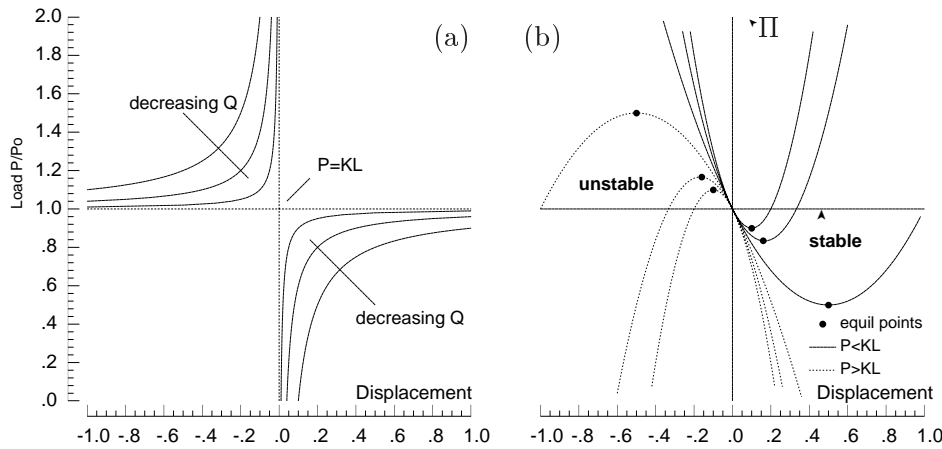 2.0
1.8
1.6
1.4
1.2
1.0
.8
.6
.4
.2
.0
Load P/Po
(a)
decreasing Q
P=KL
decreasing Q
Displacement
-1.0 -.8 -.6 -.4 -.2 .0 .2 .4 .6 .8 1.0
(b)
Π
unstable
stable
equil points
P<KL
P>KL
Displacement
-1.0 -.8 -.6 -.4 -.2 .0 .2 .4 .6 .8 1.0